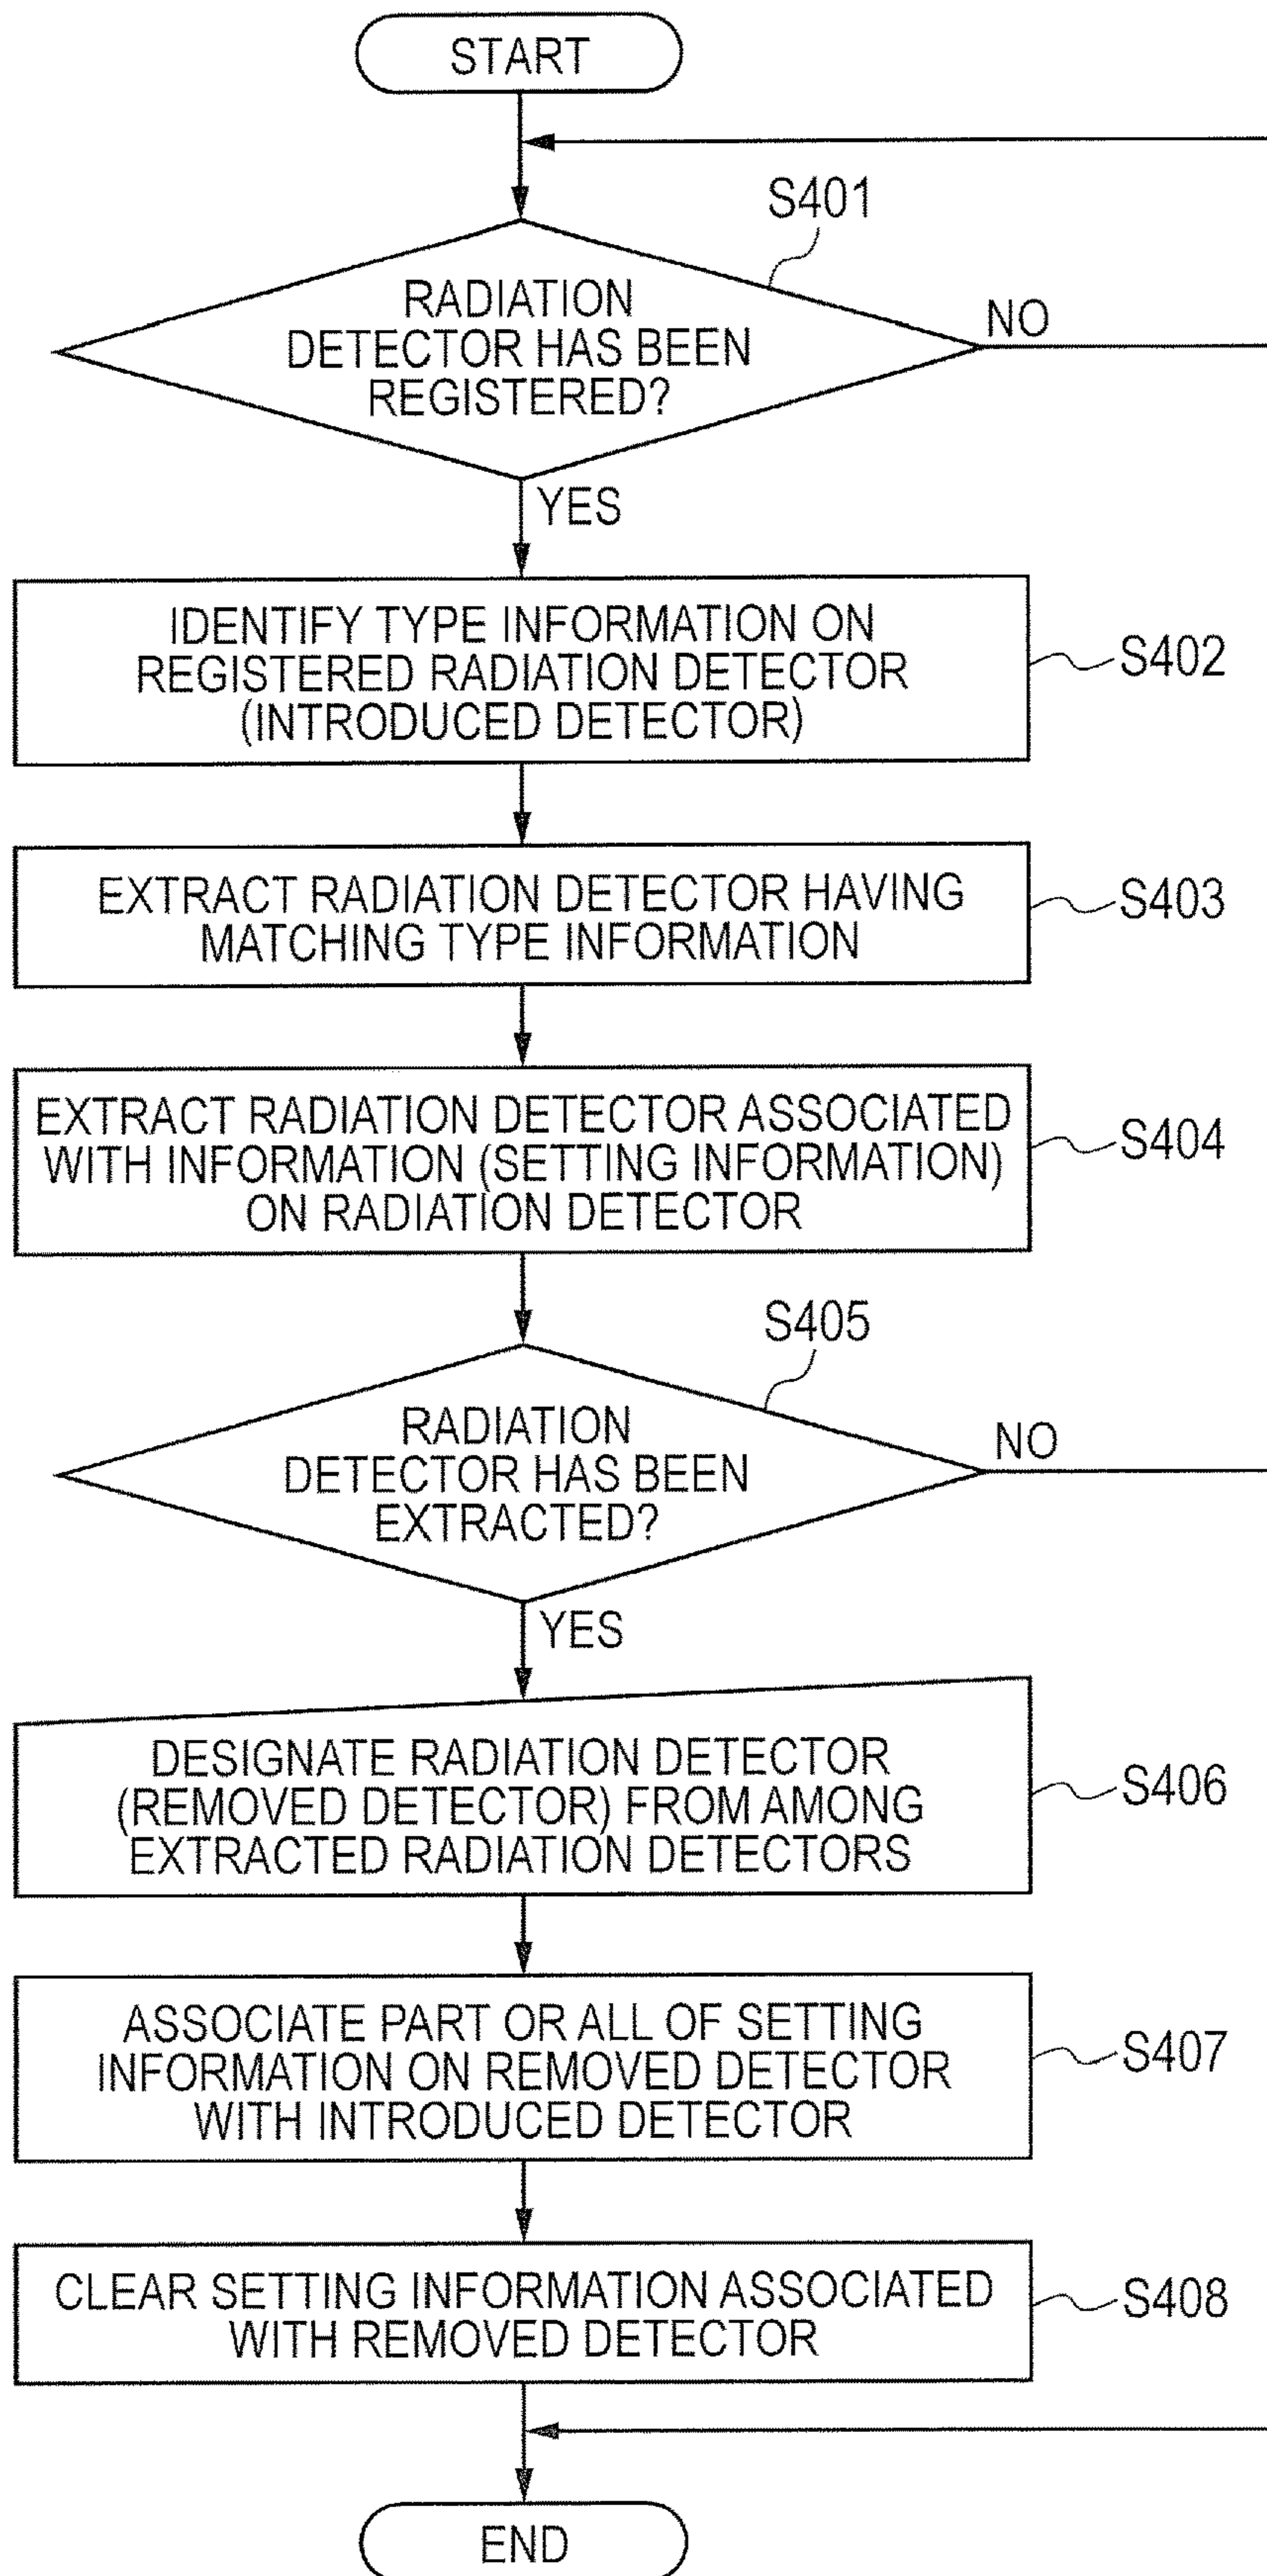 START
S401
RADIATION
DETECTOR HAS BEEN
REGISTERED?
NO
YES
IDENTIFY TYPE INFORMATION ON
REGISTERED RADIATION DETECTOR
(INTRODUCED DETECTOR)
S402
EXTRACT RADIATION DETECTOR HAVING
MATCHING TYPE INFORMATION
S403
EXTRACT RADIATION DETECTOR ASSOCIATED
WITH INFORMATION (SETTING INFORMATION)
ON RADIATION DETECTOR
S404
S405
RADIATION
DETECTOR HAS BEEN
EXTRACTED?
NO
YES
DESIGNATE RADIATION DETECTOR
(REMOVED DETECTOR) FROM AMONG
EXTRACTED RADIATION DETECTORS
S406
ASSOCIATE PART OR ALL OF SETTING
INFORMATION ON REMOVED DETECTOR
WITH INTRODUCED DETECTOR
S407
CLEAR SETTING INFORMATION ASSOCIATED
WITH REMOVED DETECTOR
S408
END